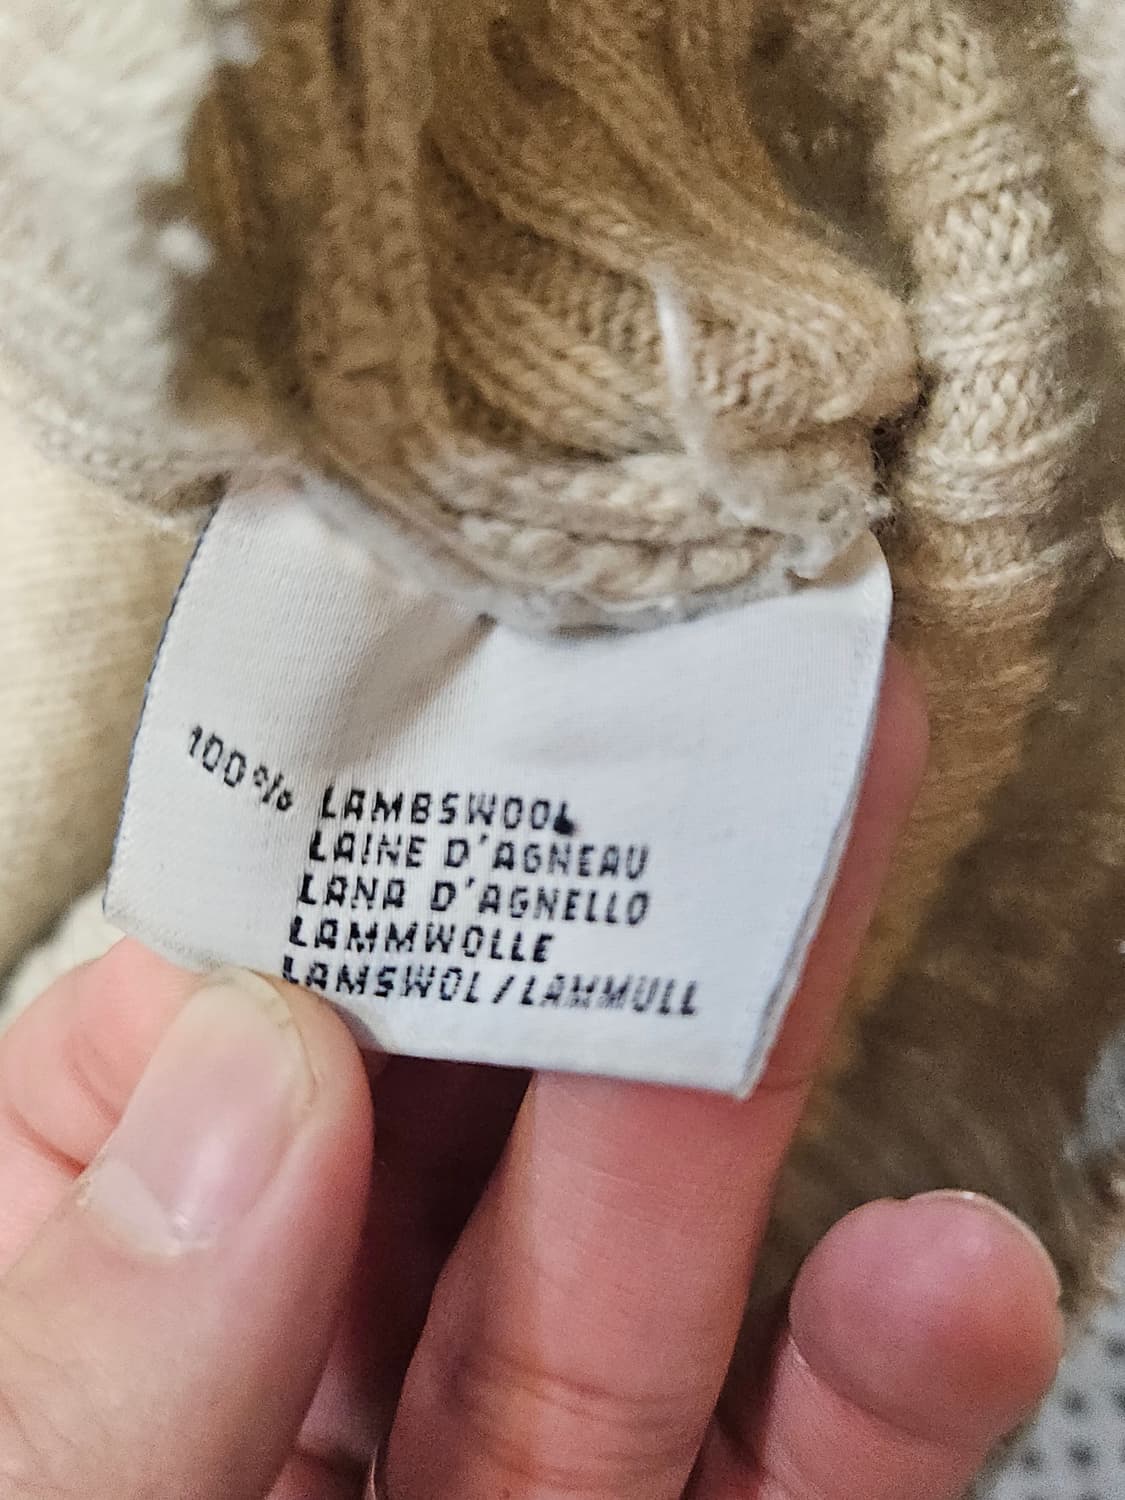 100% LAMBSWOOL
LAINE D'AGNEAU
LANA D'AGNELLO
LAMMWOLLE
LAMSWOL/LAMMULL